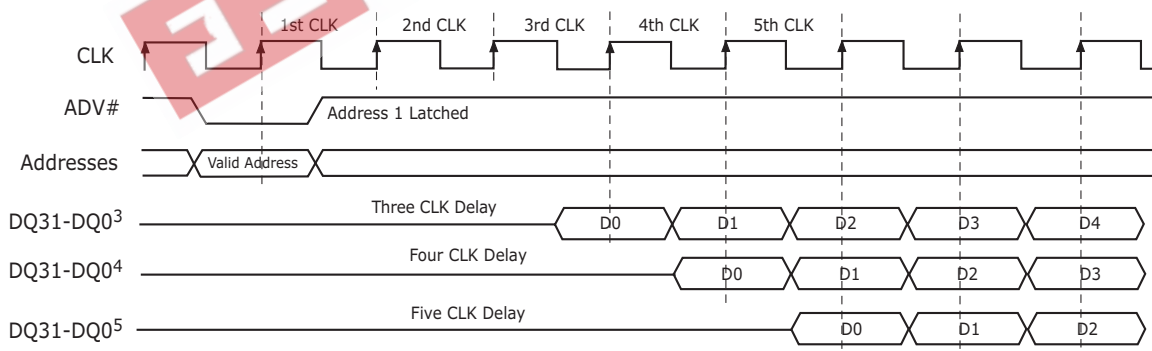 1st CLK 2nd CLK 3rd CLK 4th CLK 5th CLK
CLK
ADV# Address 1 Latched
Addresses Valid Address
DQ31-DQ0³ Three CLK Delay D0 D1 D2 D3 D4
DQ31-DQ0⁴ Four CLK Delay D0 D1 D2 D3
DQ31-DQ0⁵ Five CLK Delay D0 D1 D2